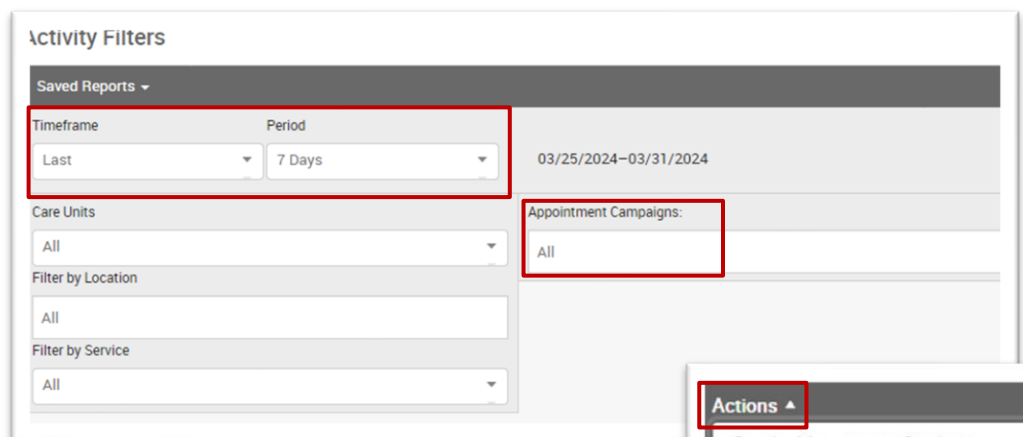 Activity Filters
Saved Reports
Timeframe
Period
Last
7 Days
03/25/2024–03/31/2024
Care Units
Appointment Campaigns:
All
All
Filter by Location
All
Filter by Service
All
Actions